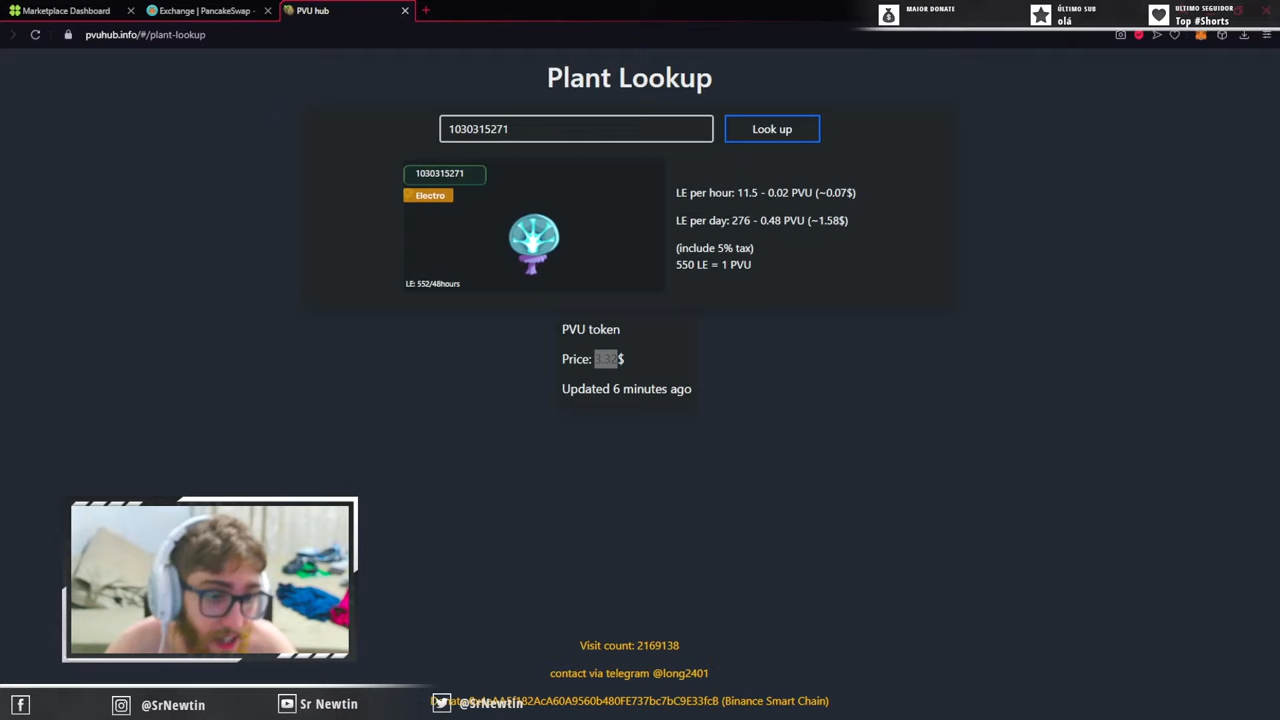 Marketplace Dashboard
Exchange | PancakeSwap -
PVU hub
MAIOR DONATE
ÚLTIMO SUB
olá
ÚLTIMO SEGUIDOR
Top #Shorts
pvuhub.info/#/plant-lookup
Plant Lookup
1030315271
Look up
1030315271
Electro
LE: 552/48hours
LE per hour: 11.5 - 0.02 PVU (~0.07$)
LE per day: 276 - 0.48 PVU (~1.58$)
(include 5% tax)
550 LE = 1 PVU
PVU token
Price: 3.32$
Updated 6 minutes ago
Visit count: 2169138
contact via telegram @long2401
(Binance Smart Chain)
@SrNewtin
Sr Newtin
@SrNewtin